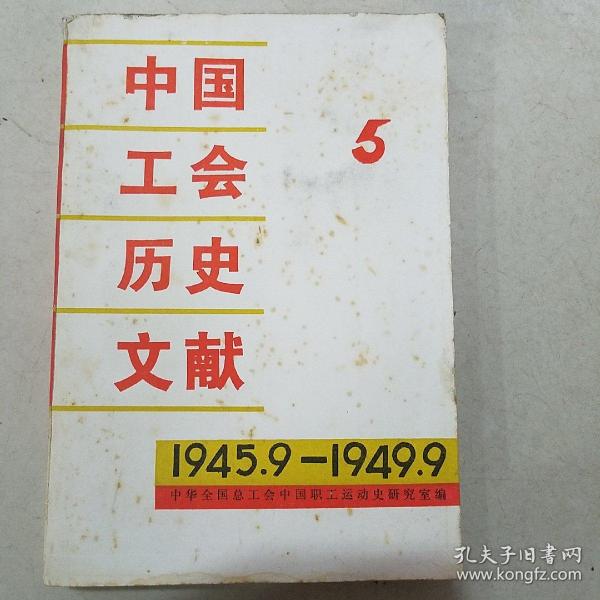 中国
工会
历史
文献
5
1945.9-1949.9
中华全国总工会中国职工运动史研究室编
孔夫子旧书网
www.kongfz.com